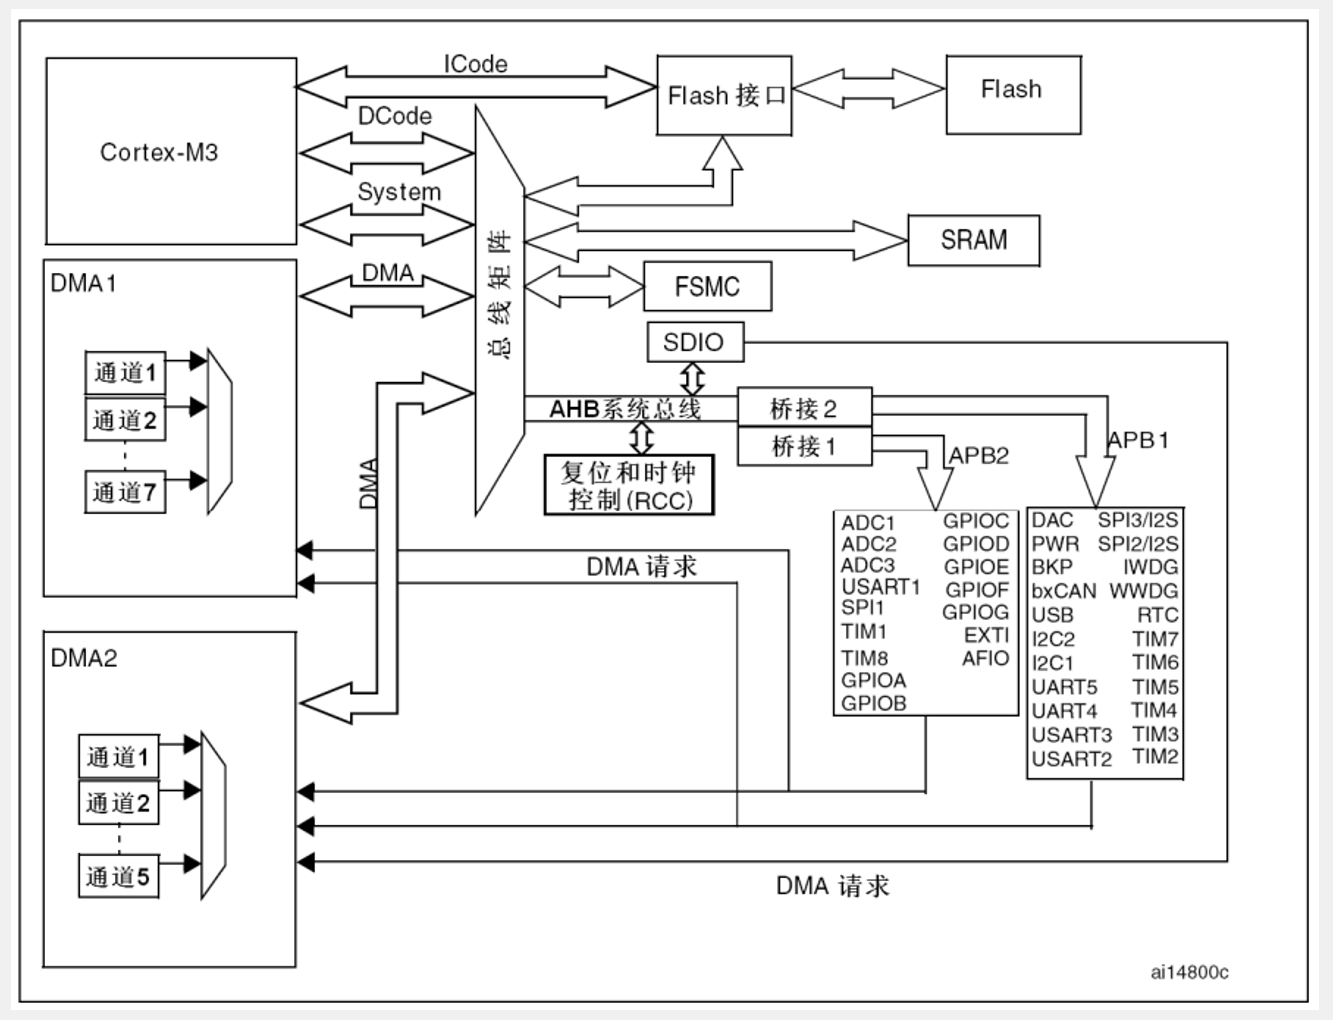 ICode
Flash 接口
Flash
Cortex-M3
DCode
System
DMA
总线矩阵
SRAM
FSMC
SDIO
DMA1
通道1
通道2
通道7
AHB系统总线
桥接2
桥接1
复位和时钟
控制(RCC)
APB2
APB1
DMA
DMA 请求
ADC1 GPIOC
ADC2 GPIOD
ADC3 GPIOE
USART1 GPIOF
SPI1 GPIOG
TIM1 EXTI
TIM8 AFIO
GPIOA
GPIOB
DAC SPI3/I2S
PWR SPI2/I2S
BKP IWDG
bxCAN WWDG
USB RTC
I2C2 TIM7
I2C1 TIM6
UART5 TIM5
UART4 TIM4
USART3 TIM3
USART2 TIM2
DMA2
通道1
通道2
通道5
DMA 请求
ai14800c